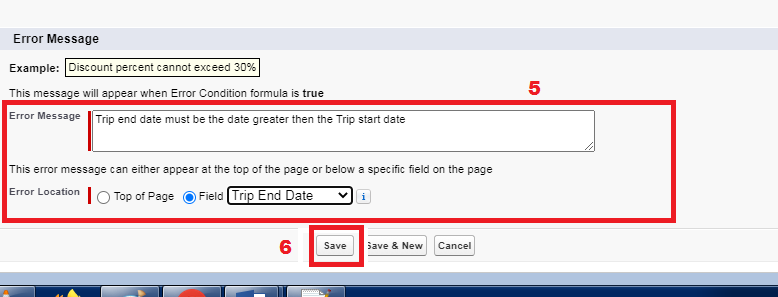 Error Message
Example: Discount percent cannot exceed 30%
5
This message will appear when Error Condition formula is true
Error Message Trip end date must be the date greater then the Trip start date
This error message can either appear at the top of the page or below a specific field on the page
Error Location Top of Page Field Trip End Date i
6 Save Save & New Cancel